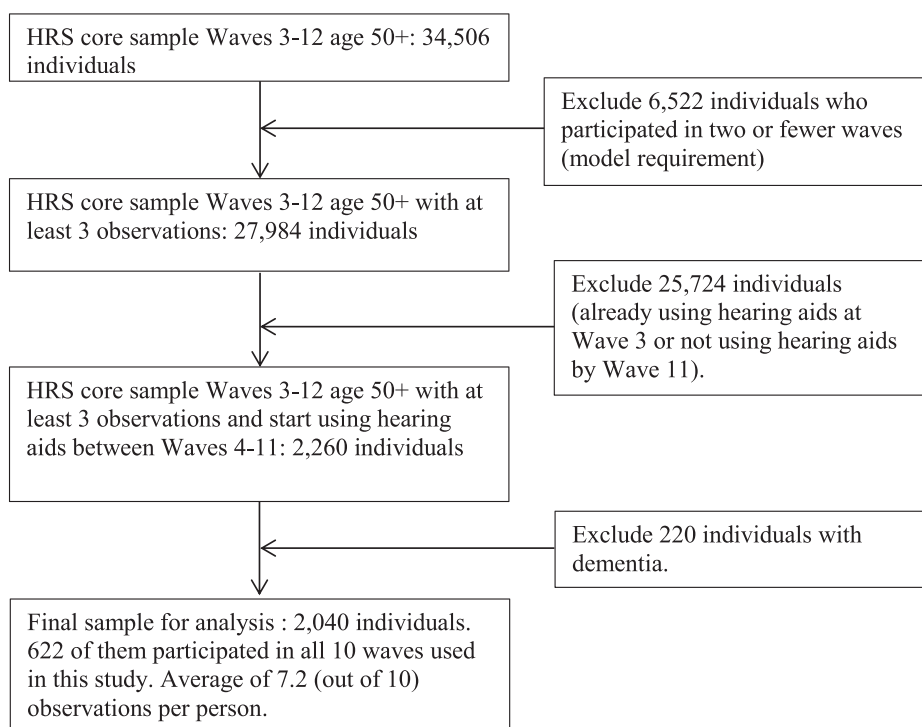 HRS core sample Waves 3-12 age 50+: 34,506
individuals
Exclude 6,522 individuals who
participated in two or fewer waves
(model requirement)
HRS core sample Waves 3-12 age 50+ with at
least 3 observations: 27,984 individuals
Exclude 25,724 individuals
(already using hearing aids at
Wave 3 or not using hearing aids
by Wave 11).
HRS core sample Waves 3-12 age 50+ with at
least 3 observations and start using hearing
aids between Waves 4-11: 2,260 individuals
Exclude 220 individuals with
dementia.
Final sample for analysis : 2,040 individuals.
622 of them participated in all 10 waves used
in this study. Average of 7.2 (out of 10)
observations per person.